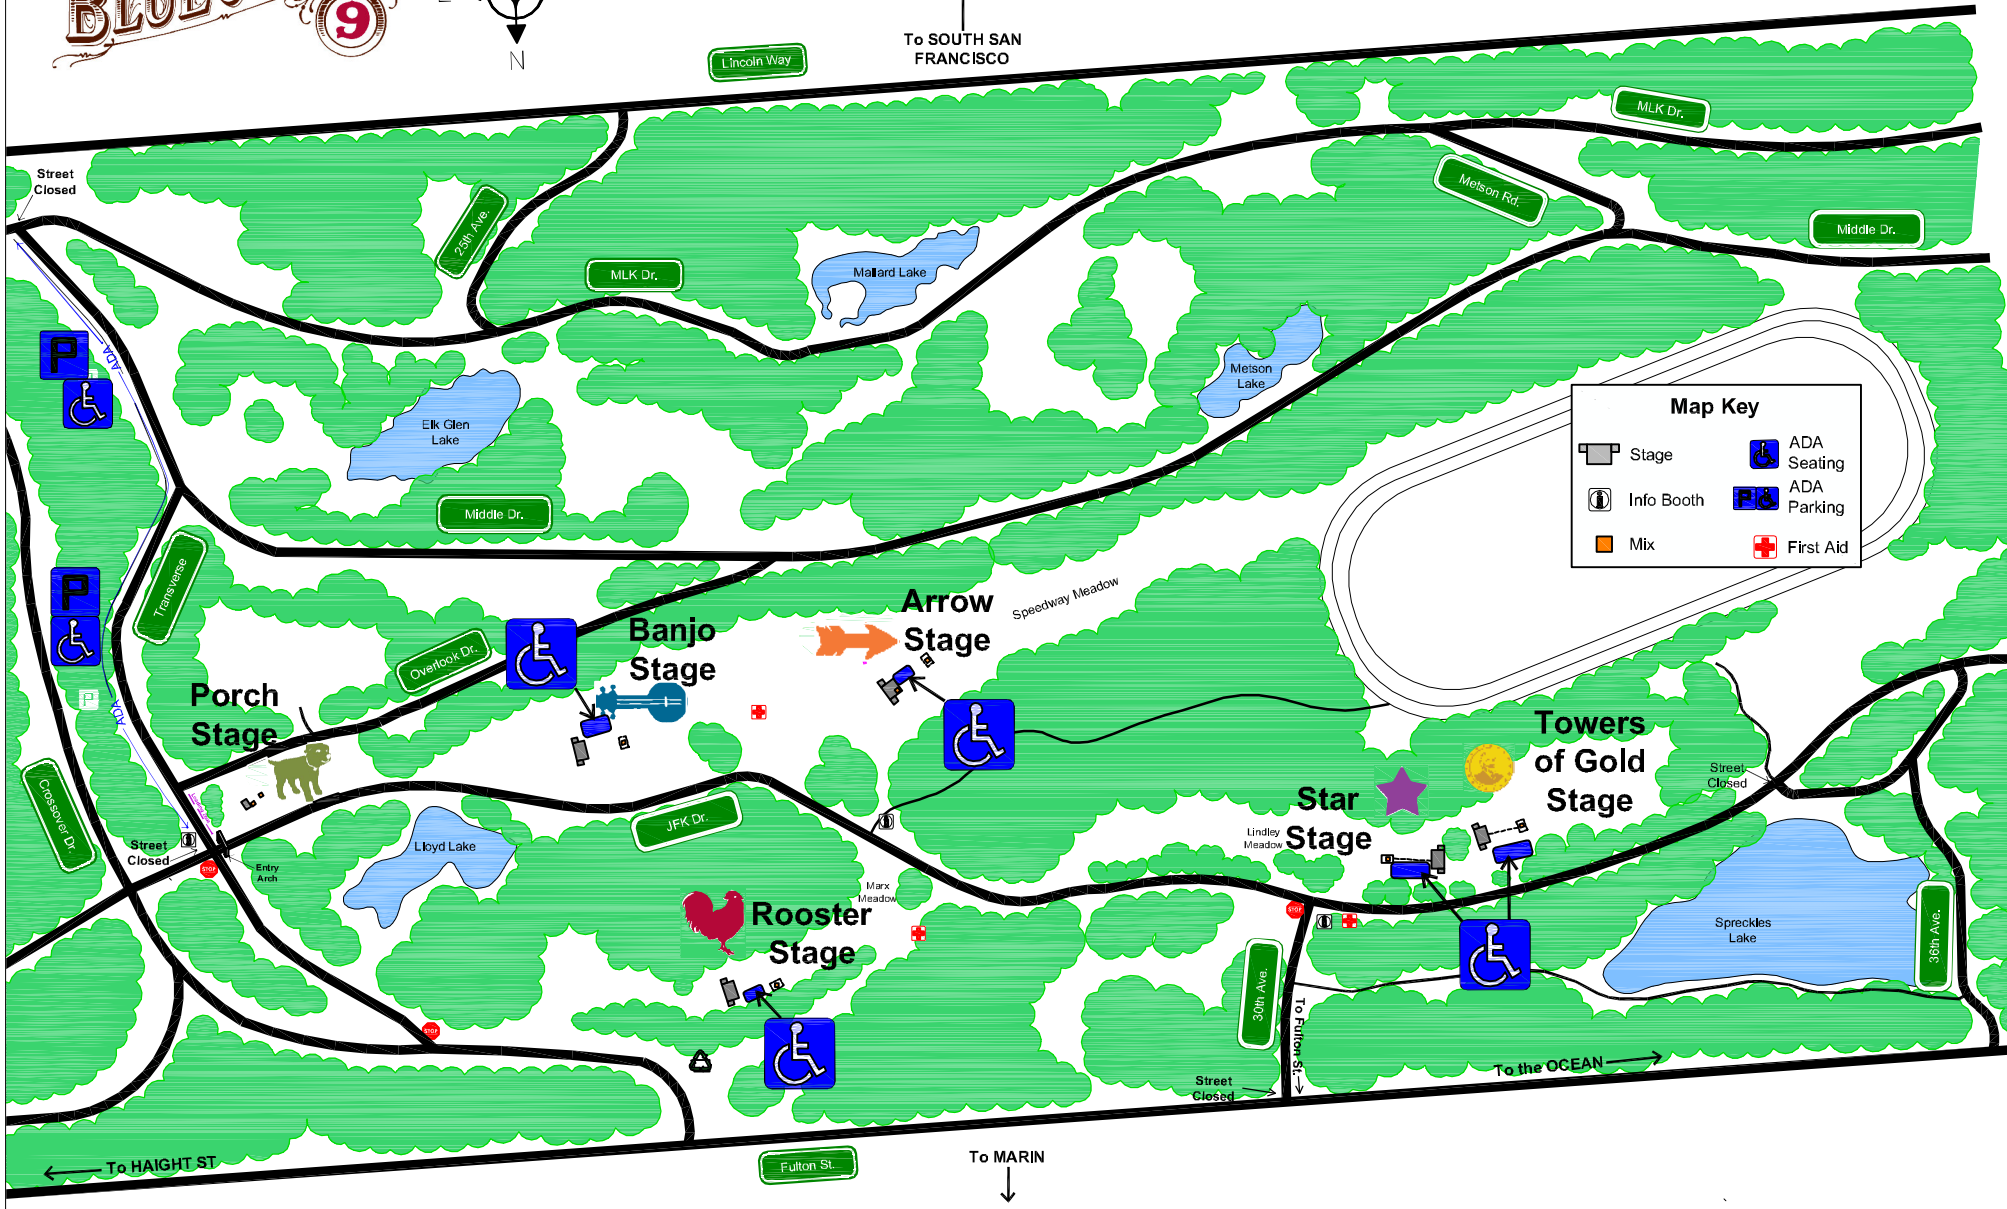 9
N
Lincoln Way
To SOUTH SAN
FRANCISCO
MLK Dr.
Street
Closed
25th Ave.
Metson Rd.
Middle Dr.
MLK Dr.
Mallard Lake
P
ADA
Metson
Lake
Elk Glen
Lake
Map Key
Stage
ADA
Seating
Info Booth
P
ADA
Parking
Mix
First Aid
Middle Dr.
Transverse
P
Speedway Meadow
Arrow
Stage
Banjo
Stage
Overlook Dr.
Porch
Stage
P
ADA
Towers
of Gold
Stage
Street
Closed
Star
Stage
Lindley
Meadow
Crossover Dr.
JFK Dr.
Lloyd Lake
Street
Closed
Entry
Arch
STOP
Marx
Meadow
Rooster
Stage
STOP
Spreckles
Lake
36th Ave.
30th Ave.
To Fulton St.
STOP
Street
Closed
To the OCEAN
To HAIGHT ST
Fulton St.
To MARIN